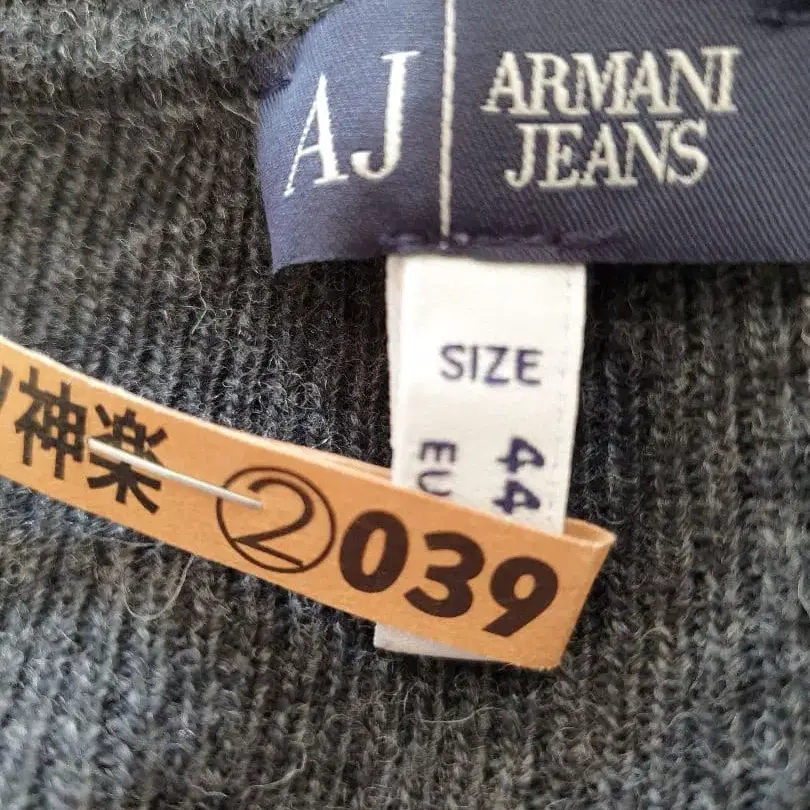 AJ
ARMANI
JEANS
SIZE
44
EU
神楽 ②039